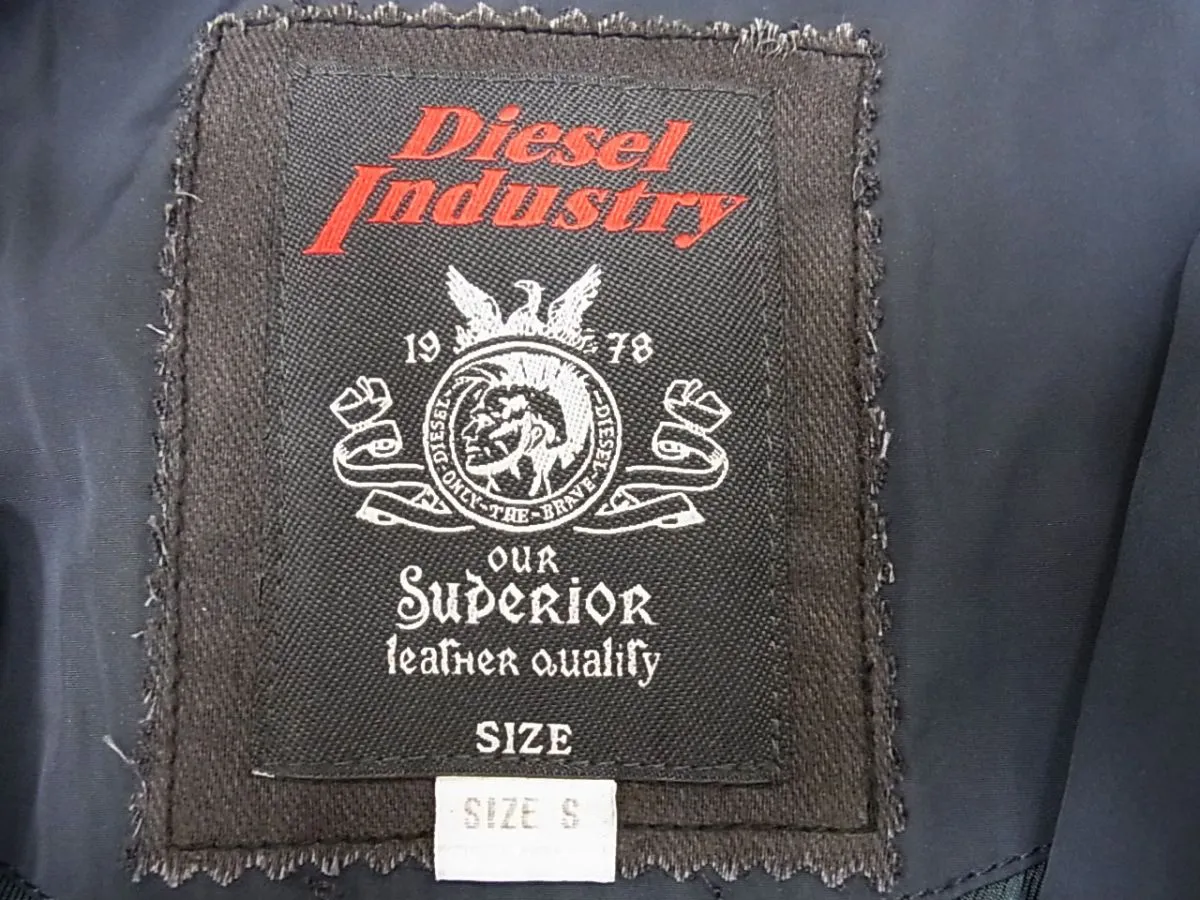 Diesel
Industry
19 78
DIESEL-ONLY-THE-BRAVE-DIESEL
OUR
SUPERIOR
leather quality
SIZE
SIZE S